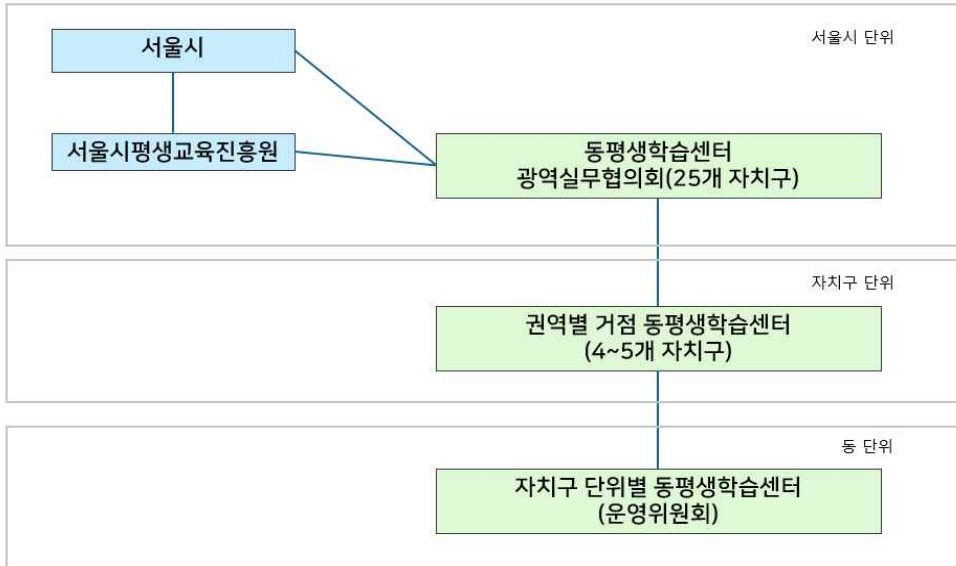 서울시 단위
서울시
서울시평생교육진흥원
동평생학습센터
광역실무협의회(25개 자치구)
자치구 단위
권역별 거점 동평생학습센터
(4~5개 자치구)
동 단위
자치구 단위별 동평생학습센터
(운영위원회)